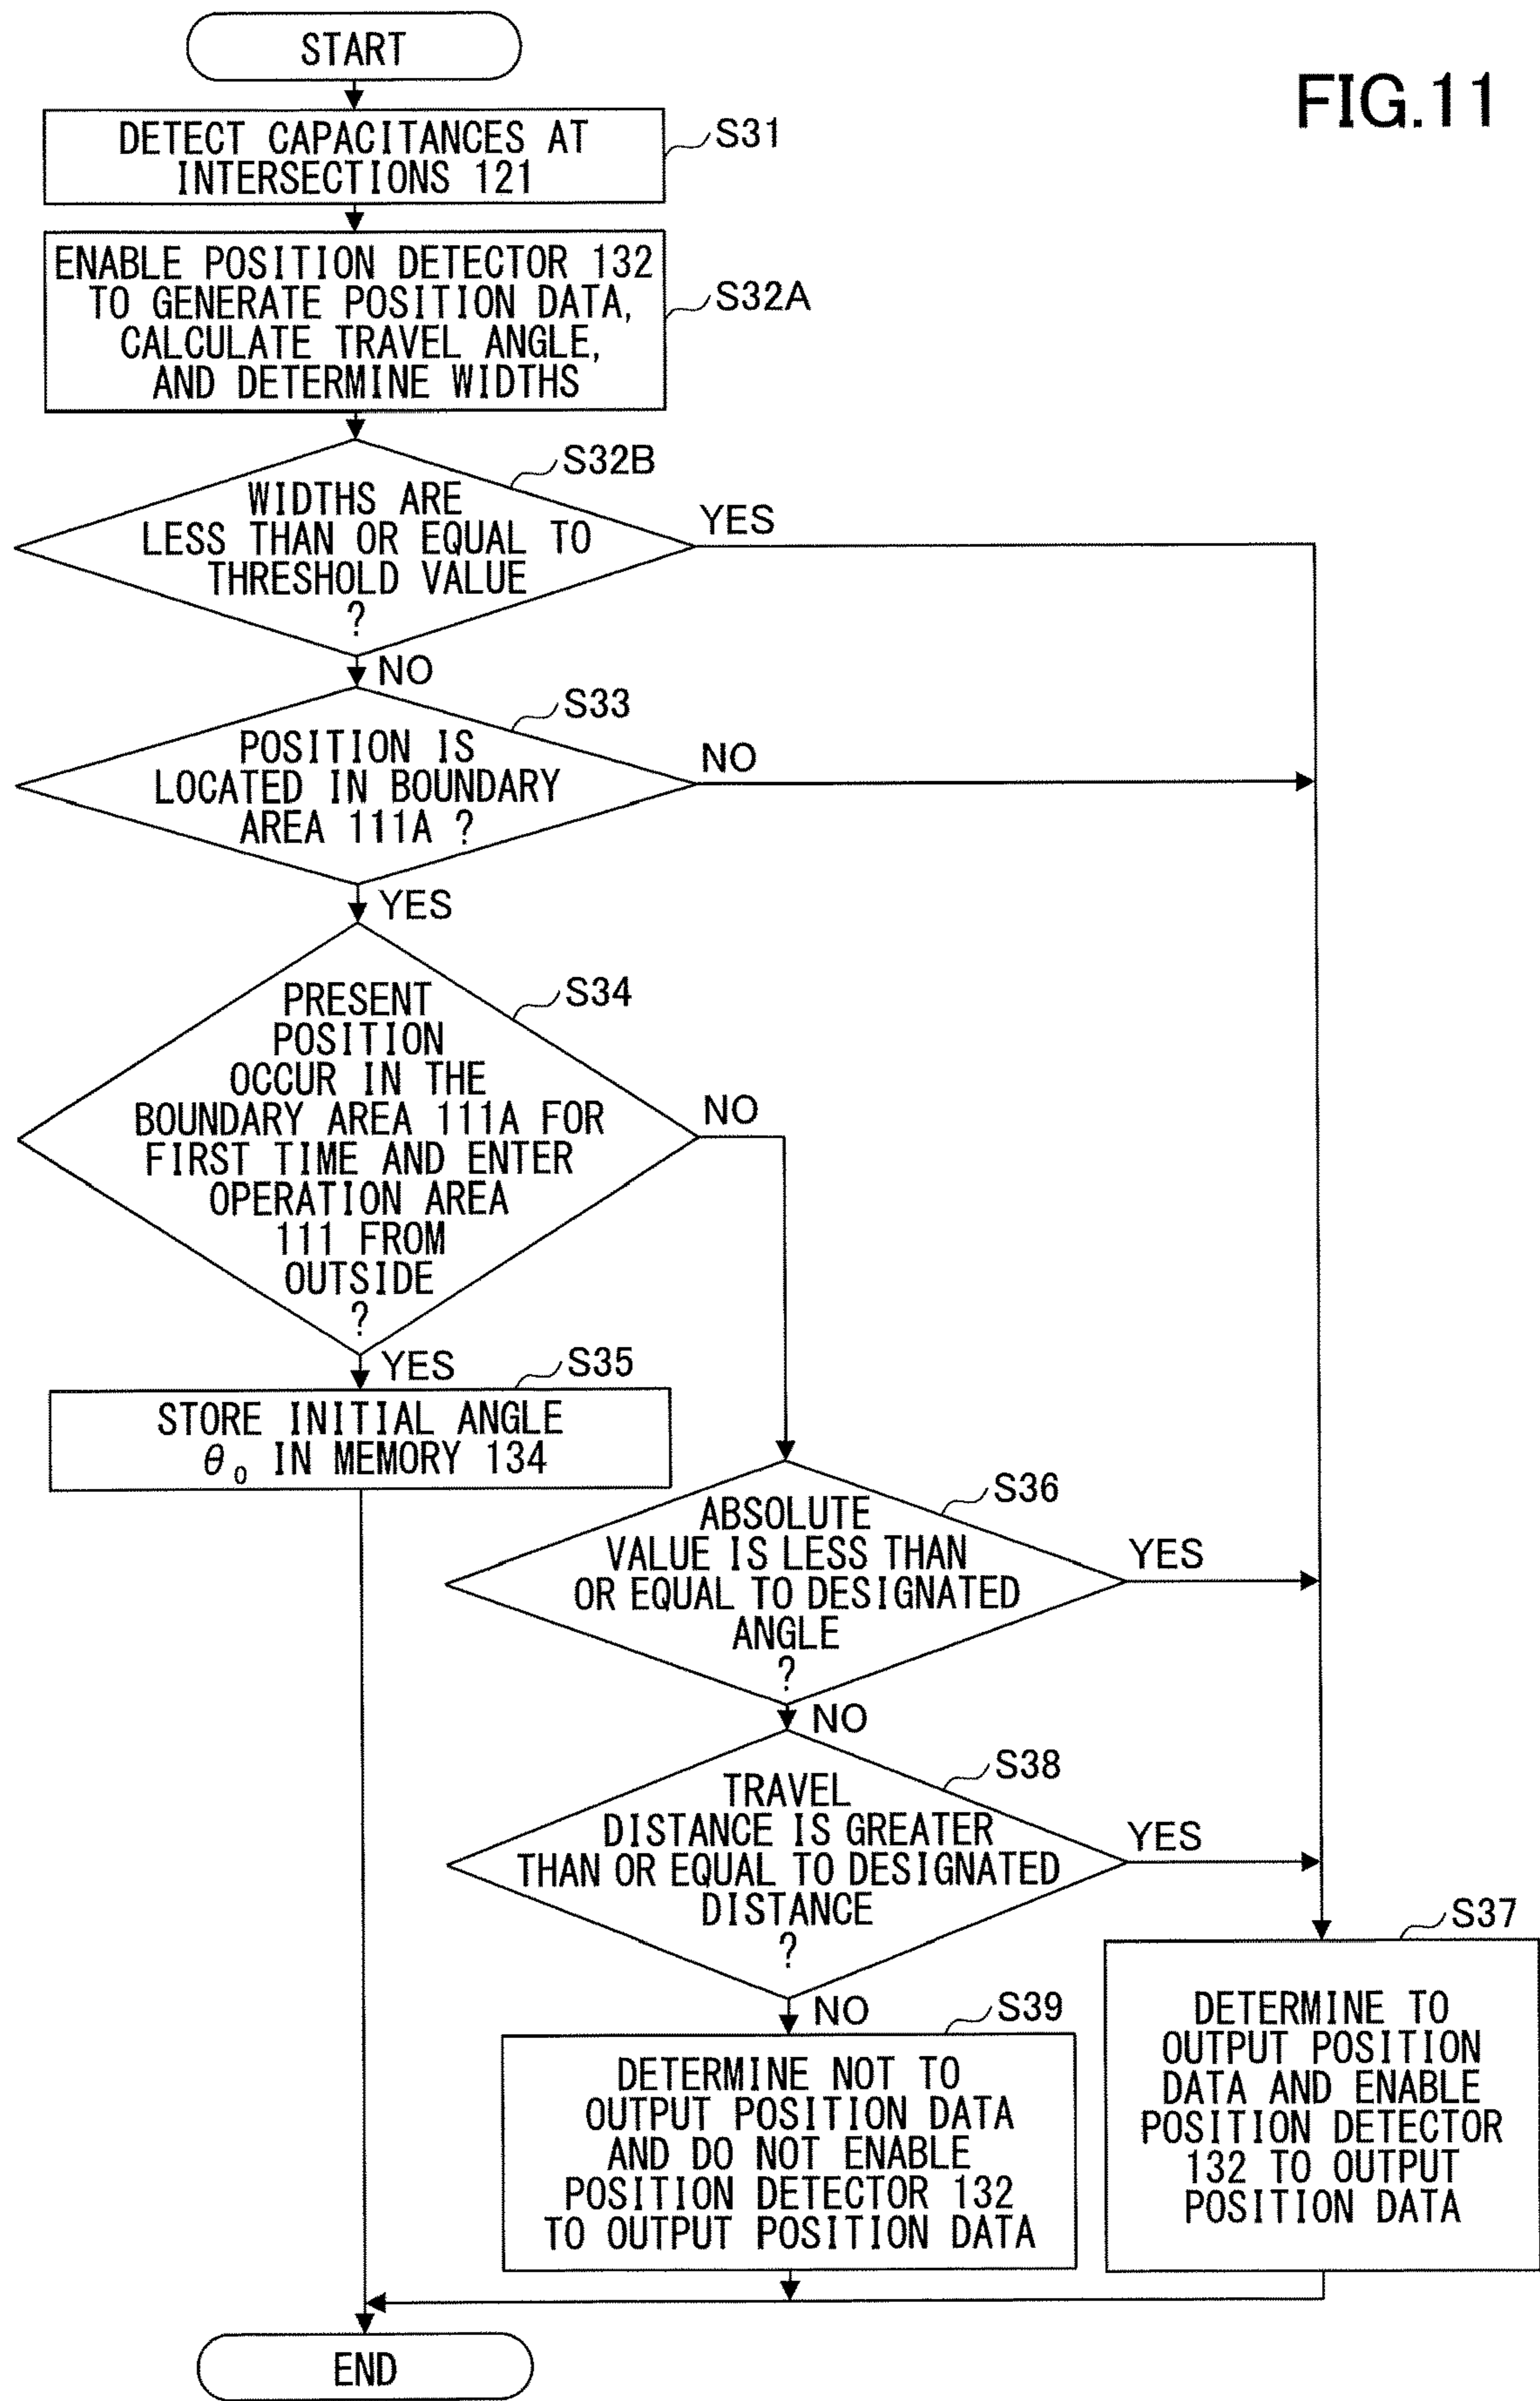 FIG.11
START
DETECT CAPACITANCES AT
INTERSECTIONS 121
S31
ENABLE POSITION DETECTOR 132
TO GENERATE POSITION DATA,
CALCULATE TRAVEL ANGLE,
AND DETERMINE WIDTHS
S32A
S32B
WIDTHS ARE
LESS THAN OR EQUAL TO
THRESHOLD VALUE
?
YES
NO
S33
POSITION IS
LOCATED IN BOUNDARY
AREA 111A ?
NO
YES
S34
PRESENT
POSITION
OCCUR IN THE
BOUNDARY AREA 111A FOR
FIRST TIME AND ENTER
OPERATION AREA
111 FROM
OUTSIDE
?
NO
YES
S35
STORE INITIAL ANGLE
θ₀ IN MEMORY 134
S36
ABSOLUTE
VALUE IS LESS THAN
OR EQUAL TO DESIGNATED
ANGLE
?
YES
NO
S38
TRAVEL
DISTANCE IS GREATER
THAN OR EQUAL TO DESIGNATED
DISTANCE
?
YES
NO
S39
DETERMINE NOT TO
OUTPUT POSITION DATA
AND DO NOT ENABLE
POSITION DETECTOR 132
TO OUTPUT POSITION DATA
S37
DETERMINE TO
OUTPUT POSITION
DATA AND ENABLE
POSITION DETECTOR
132 TO OUTPUT
POSITION DATA
END